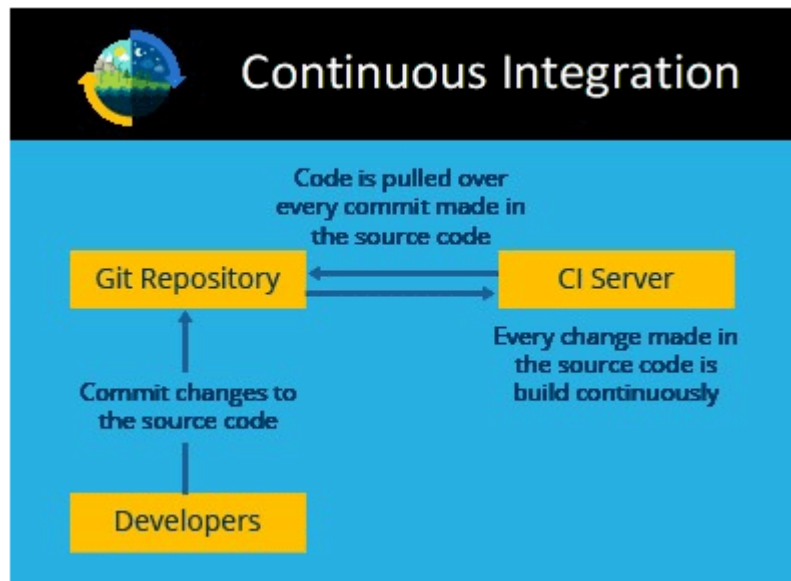 Continuous Integration
Code is pulled over
every commit made in
the source code
Git Repository
CI Server
Every change made in
the source code is
build continuously
Commit changes to
the source code
Developers